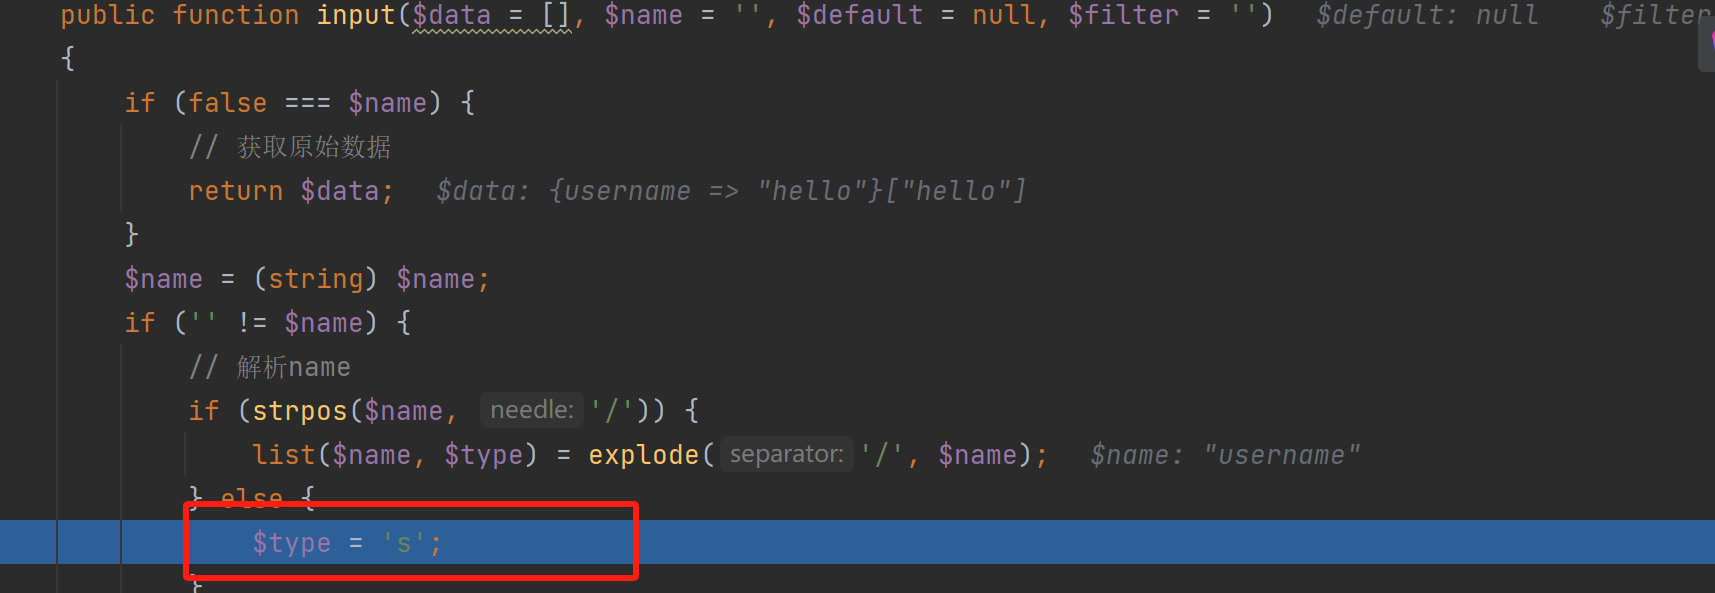 public function input($data = [], $name = '', $default = null, $filter = '')  $default: null  $filter
{
if (false === $name) {
// 获取原始数据
return $data;  $data: {username => "hello"}["hello"]
}
$name = (string) $name;
if ('' != $name) {
// 解析name
if (strpos($name, needle: '/')) {
list($name, $type) = explode( separator: '/', $name);  $name: "username"
} else {
$type = 's';
}